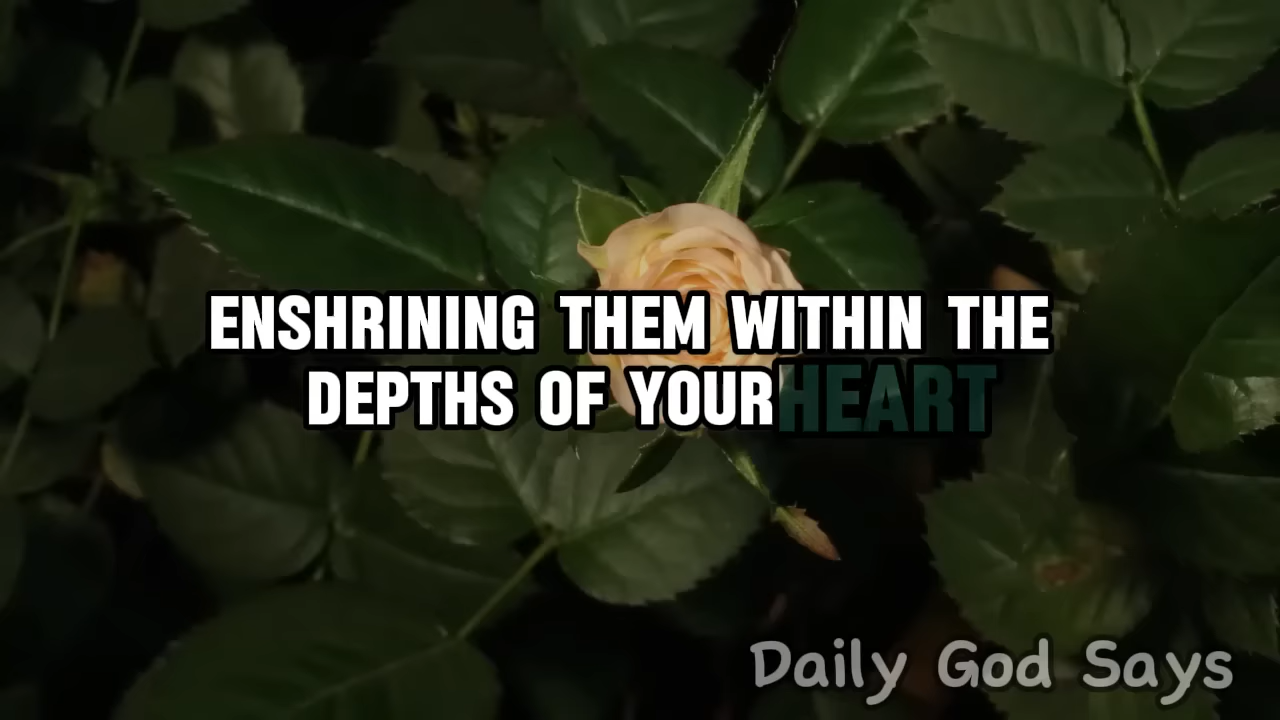 ENSHRINING THEM WITHIN THE
DEPTHS OF YOUR HEART
Daily God Says